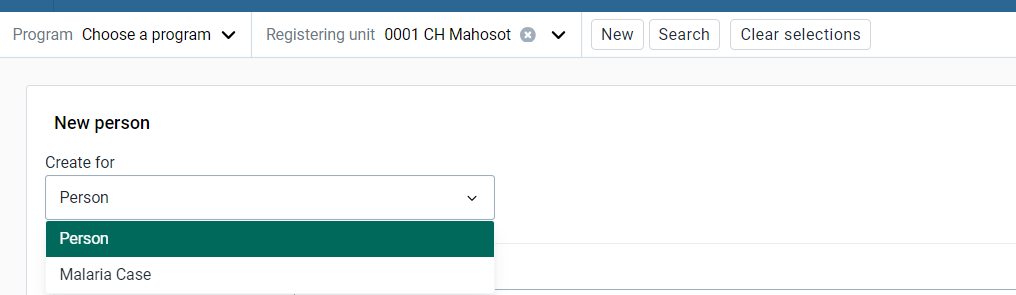 Program Choose a program Registering unit 0001 CH Mahosot New Search Clear selections
New person
Create for
Person
Person
Malaria Case